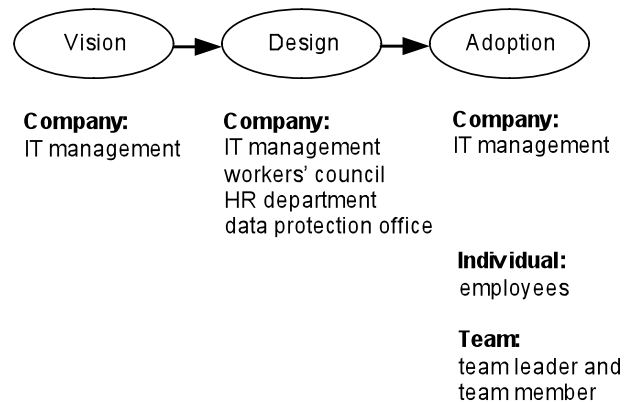 Vision
Design
Adoption
Company:
IT management
Company:
IT management
workers’ council
HR department
data protection office
Company:
IT management
Individual:
employees
Team:
team leader and
team member